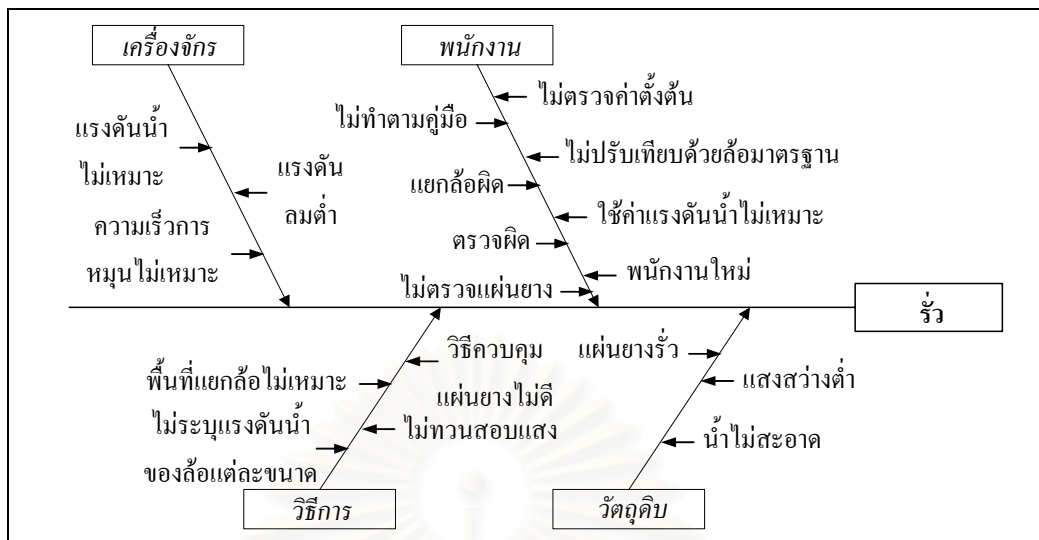 เครื่องจักร
พนักงาน
ไม่ตรวจค่าตั้งต้น
ไม่ทำตามคู่มือ
แรงดันน้ำ
ไม่เหมาะ
แรงดัน
ลมต่ำ
ไม่ปรับเทียบด้วยล้อมาตรฐาน
แยกล้อผิด
ใช้ค่าแรงดันน้ำไม่เหมาะ
ความเร็วการ
หมุนไม่เหมาะ
ตรวจผิด
พนักงานใหม่
ไม่ตรวจแผ่นยาง
รั่ว
วิธีควบคุม
แผ่นยางไม่ดี
พื้นที่แยกล้อไม่เหมาะ
ไม่ทวนสอบแสง
ไม่ระบุแรงดันน้ำ
ของล้อแต่ละขนาด
แผ่นยางรั่ว
แสงสว่างต่ำ
น้ำไม่สะอาด
วิธีการ
วัตถุดิบ